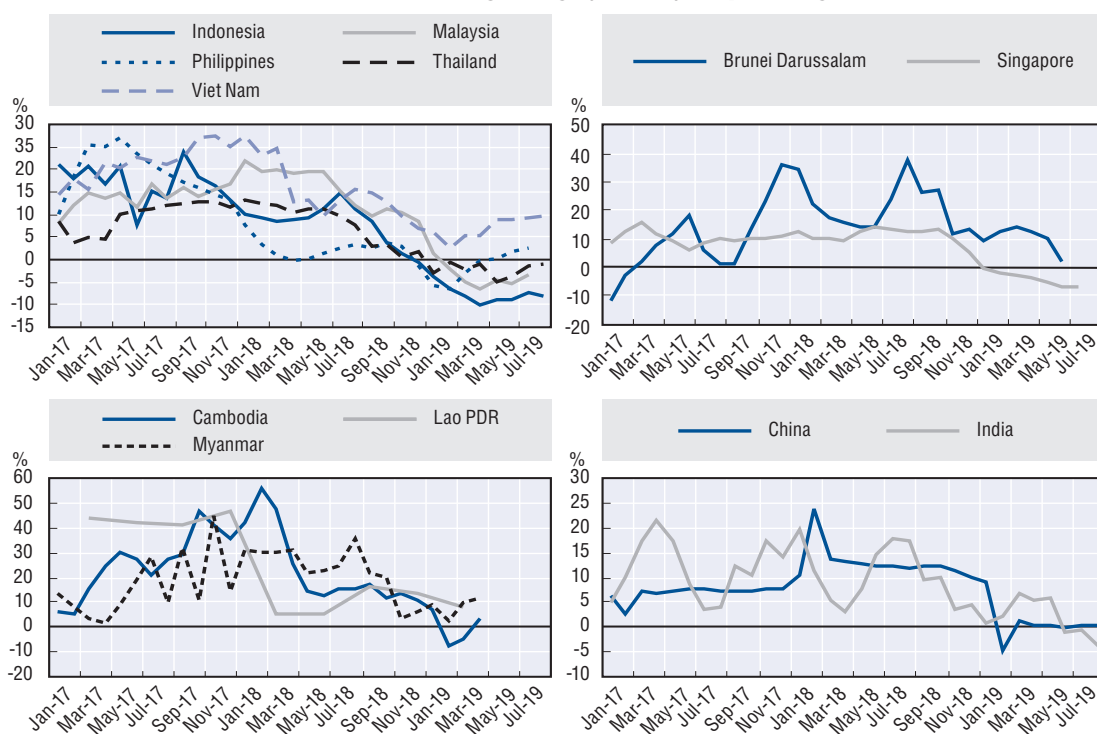 Indonesia
Malaysia
Philippines
Thailand
Viet Nam
%
30
35
20
15
10
5
0
-5
-10
-15
Jan-17
Mar-17
May-17
Jul-17
Sep-17
Nov-17
Jan-18
Mar-18
May-18
Jul-18
Sep-18
Nov-18
Jan-19
Mar-19
May-19
Jul-19
Brunei Darussalam
Singapore
%
50
40
30
20
10
0
-10
-20
Jan-17
Mar-17
May-17
Jul-17
Sep-17
Nov-17
Jan-18
Mar-18
May-18
Jul-18
Sep-18
Nov-18
Jan-19
Mar-19
May-19
Jul-19
Cambodia
Lao PDR
Myanmar
%
60
50
40
30
20
10
0
-10
-20
Jan-17
Mar-17
May-17
Jul-17
Sep-17
Nov-17
Jan-18
Mar-18
May-18
Jul-18
Sep-18
Nov-18
Jan-19
Mar-19
May-19
Jul-19
China
India
%
30
25
20
15
10
5
0
-5
-10
Jan-17
Mar-17
May-17
Jul-17
Sep-17
Nov-17
Jan-18
Mar-18
May-18
Jul-18
Sep-18
Nov-18
Jan-19
Mar-19
May-19
Jul-19